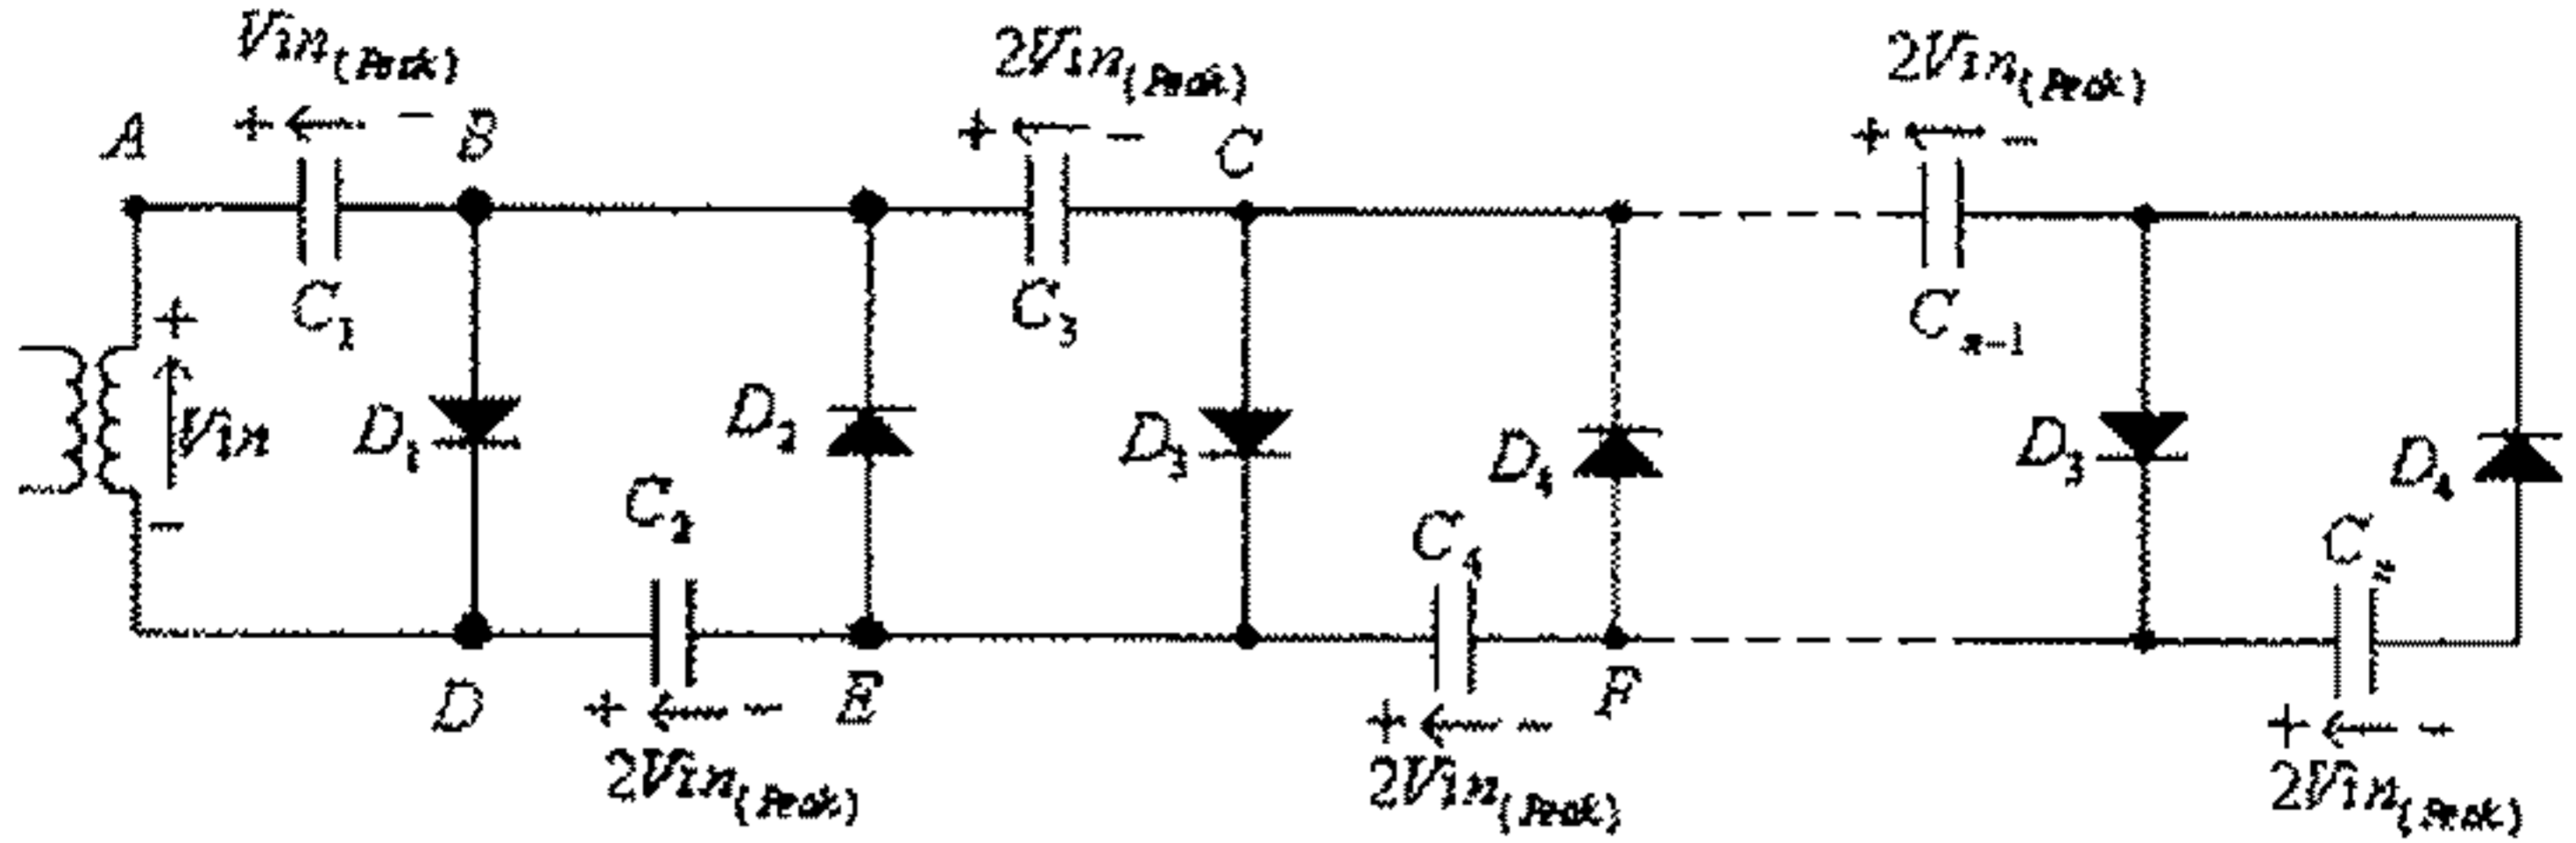 Vin(Peak)
2Vin(Peak)
2Vin(Peak)
+ −
+ −
+ −
A
B
C
C1
C3
Cn−1
+
Vin
−
D1
D2
D3
D4
D3
D4
C2
C4
Cn
D
E
F
+ −
+ −
+ −
2Vin(Peak)
2Vin(Peak)
2Vin(Peak)